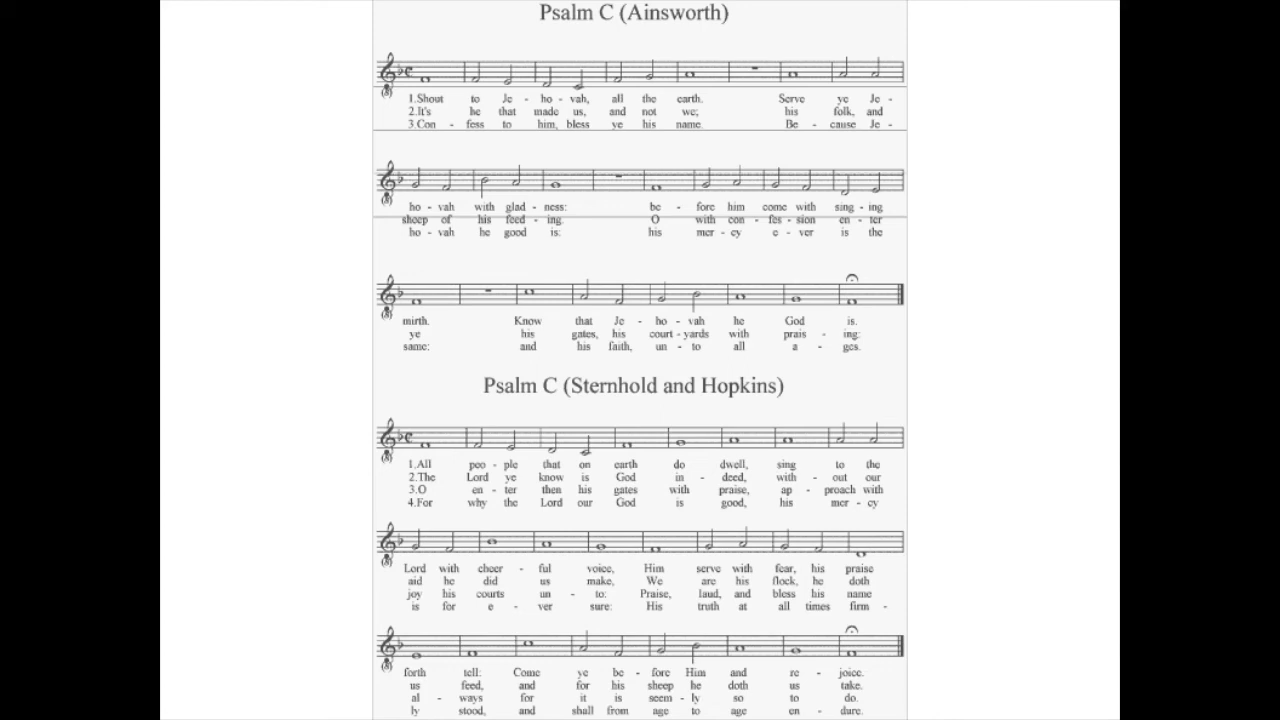 Psalm C (Ainsworth)
1.Shout to Je - ho - vah, all the earth. Serve ye Je -
2.It's he that made us, and not we; his folk, and
3.Con - fess to him, bless ye his name. Be - cause Je -
ho - vah with glad - ness: be - fore him come with sing - ing
sheep of his feed - ing. O with con - fes - sion en - ter
ho - vah he good is: his mer - cy e - ver is the
mirth. Know that Je - ho - vah he God is.
ye his gates, his court - yards with prais - ing:
same: and his faith, un - to all a - ges.
Psalm C (Sternhold and Hopkins)
1.All peo - ple that on earth do dwell, sing to the
2.The Lord ye know is God in - deed, with - out our
3.O en - ter then his gates with praise, ap - proach with
4.For why the Lord our God is good, his mer - cy
Lord with cheer - ful voice, Him serve with fear, his praise
aid he did us make, We are his flock, he doth
joy his courts un - to: Praise, laud, and bless his name
is for e - ver sure: His truth at all times firm -
forth tell: Come ye be - fore Him and re - joice.
us feed, and for his sheep he doth us take.
al - ways for it is seem - ly so to do.
ly stood, and shall from age to age en - dure.